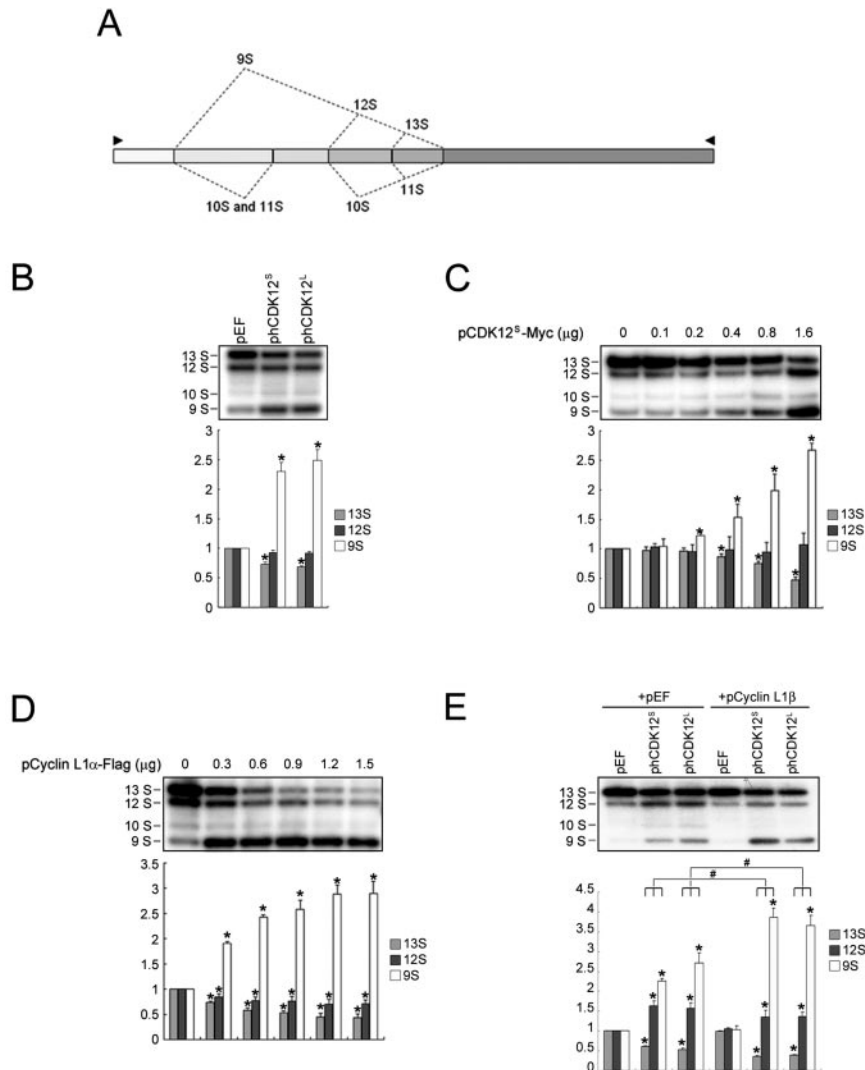 A
9S
12S
13S
10S and 11S
10S
11S
B
pEF
phCDK12ˢ
phCDK12ᴸ
13 S
12 S
10 S
9 S
3
2.5
2
1.5
1
0.5
0
* * * *
13S
12S
9S
C
pCDK12ˢ-Myc (µg)
0 0.1 0.2 0.4 0.8 1.6
13 S
12 S
10 S
9 S
3
2.5
2
1.5
1
0.5
0
* * * * * * *
13S
12S
9S
D
pCyclin L1α-Flag (µg)
0 0.3 0.6 0.9 1.2 1.5
13 S
12 S
10 S
9 S
3.5
3
2.5
2
1.5
1
0.5
0
* * * * * * * * * * * * * * *
13S
12S
9S
E
+pEF +pCyclin L1β
pEF phCDK12ˢ phCDK12ᴸ pEF phCDK12ˢ phCDK12ᴸ
13 S
12 S
10 S
9 S
#
#
4.5
4
3.5
3
2.5
2
1.5
1
0.5
0
* * * * * * * * * * * *
13S
12S
9S